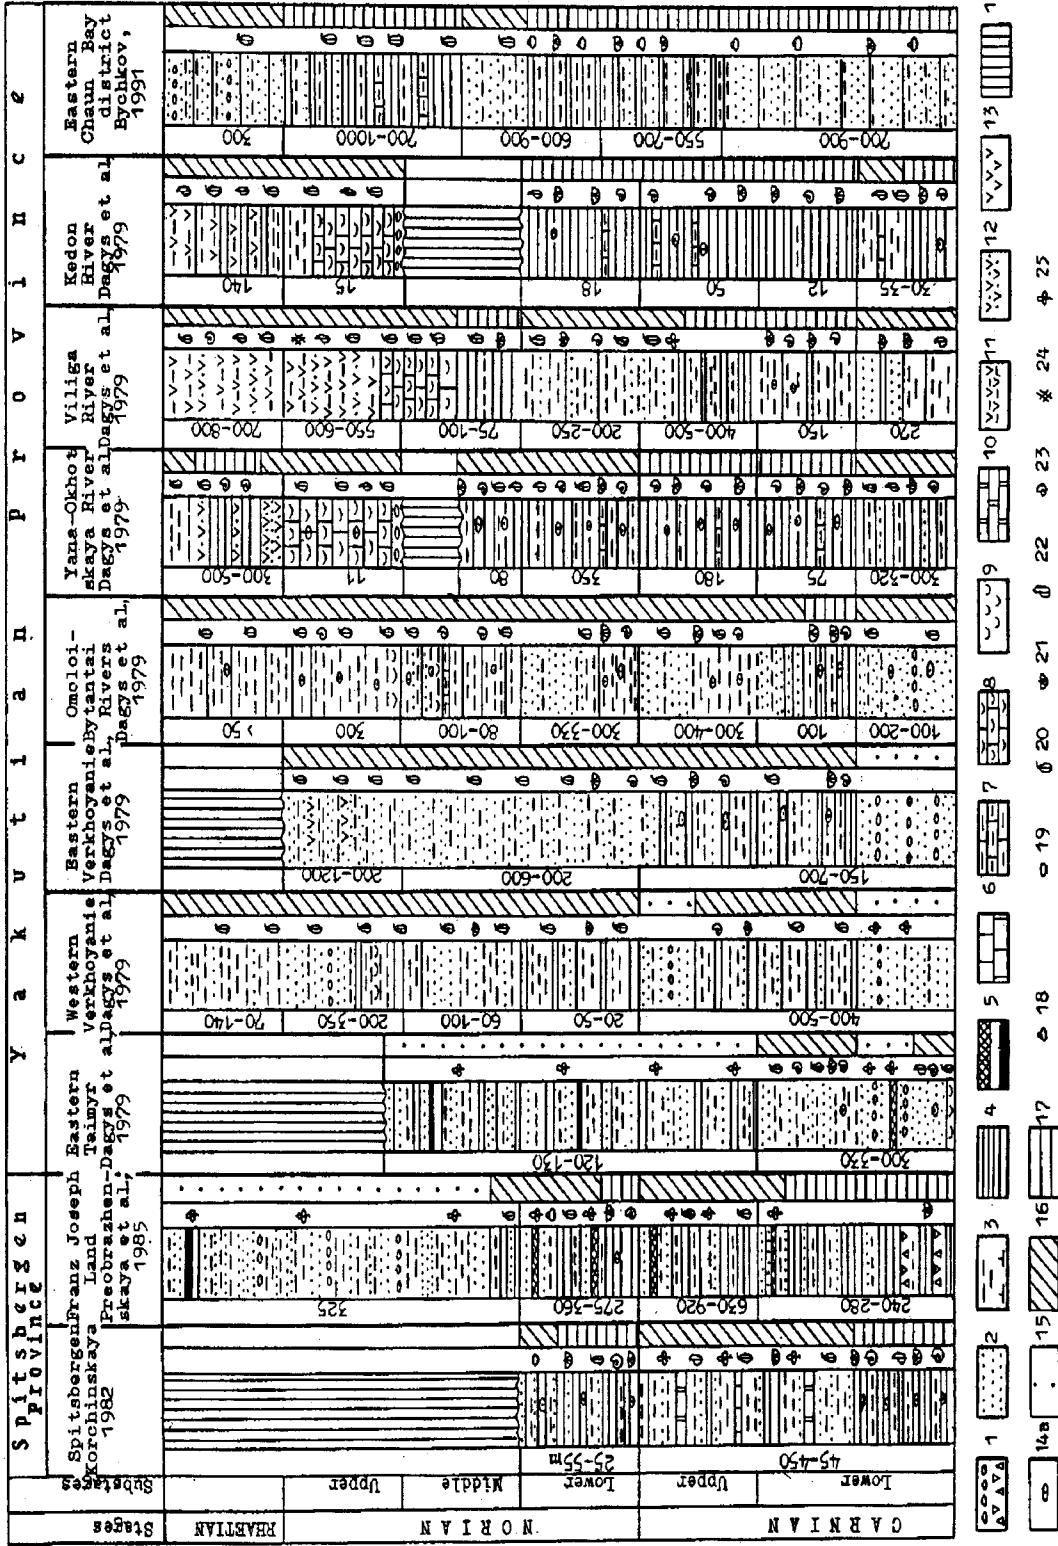 Stages
Substages
RHAETIAN
NORIAN
CARNIAN
Upper
Middle
Lower
Upper
Lower
Spitsbergen
province
Yakutian province
Spitsbergen
Korchinskaya
1982
25-55m
45-450
Franz Joseph
Land
Preobrazhen-
skaya et al,
1985
325
275-360
630-920
240-280
Eastern
Taimyr
Dagys et al,
1979
120-130
300-330
Western
Verkhoyanie
Dagys et al,
1979
70-140
200-350
60-100
20-50
400-500
Eastern
Verkhoyanie
Dagys et al,
1979
200-1200
200-600
150-700
Omoloi-
Bytantai
Rivers
Dagys et al,
1979
> 50
300
80-100
300-330
300-400
100
100-200
Yana-Okhot
skaya River
Dagys et al
1979
300-500
11
80
350
180
75
300-320
Viliga
River
Dagys et al,
1979
700-800
550-600
75-100
200-250
400-500
150
270
Kedon
River
Dagys et al
1979
140
15
18
50
12
30-35
Eastern
Chaun Bay
district
Bychkov,
1991
300
700-1000
600-900
550-700
700-900
1 2 3 4 5 6 7 8 9 10 11 12 13 1
14a 15 16 17 18 19 20 21 22 23 24 25